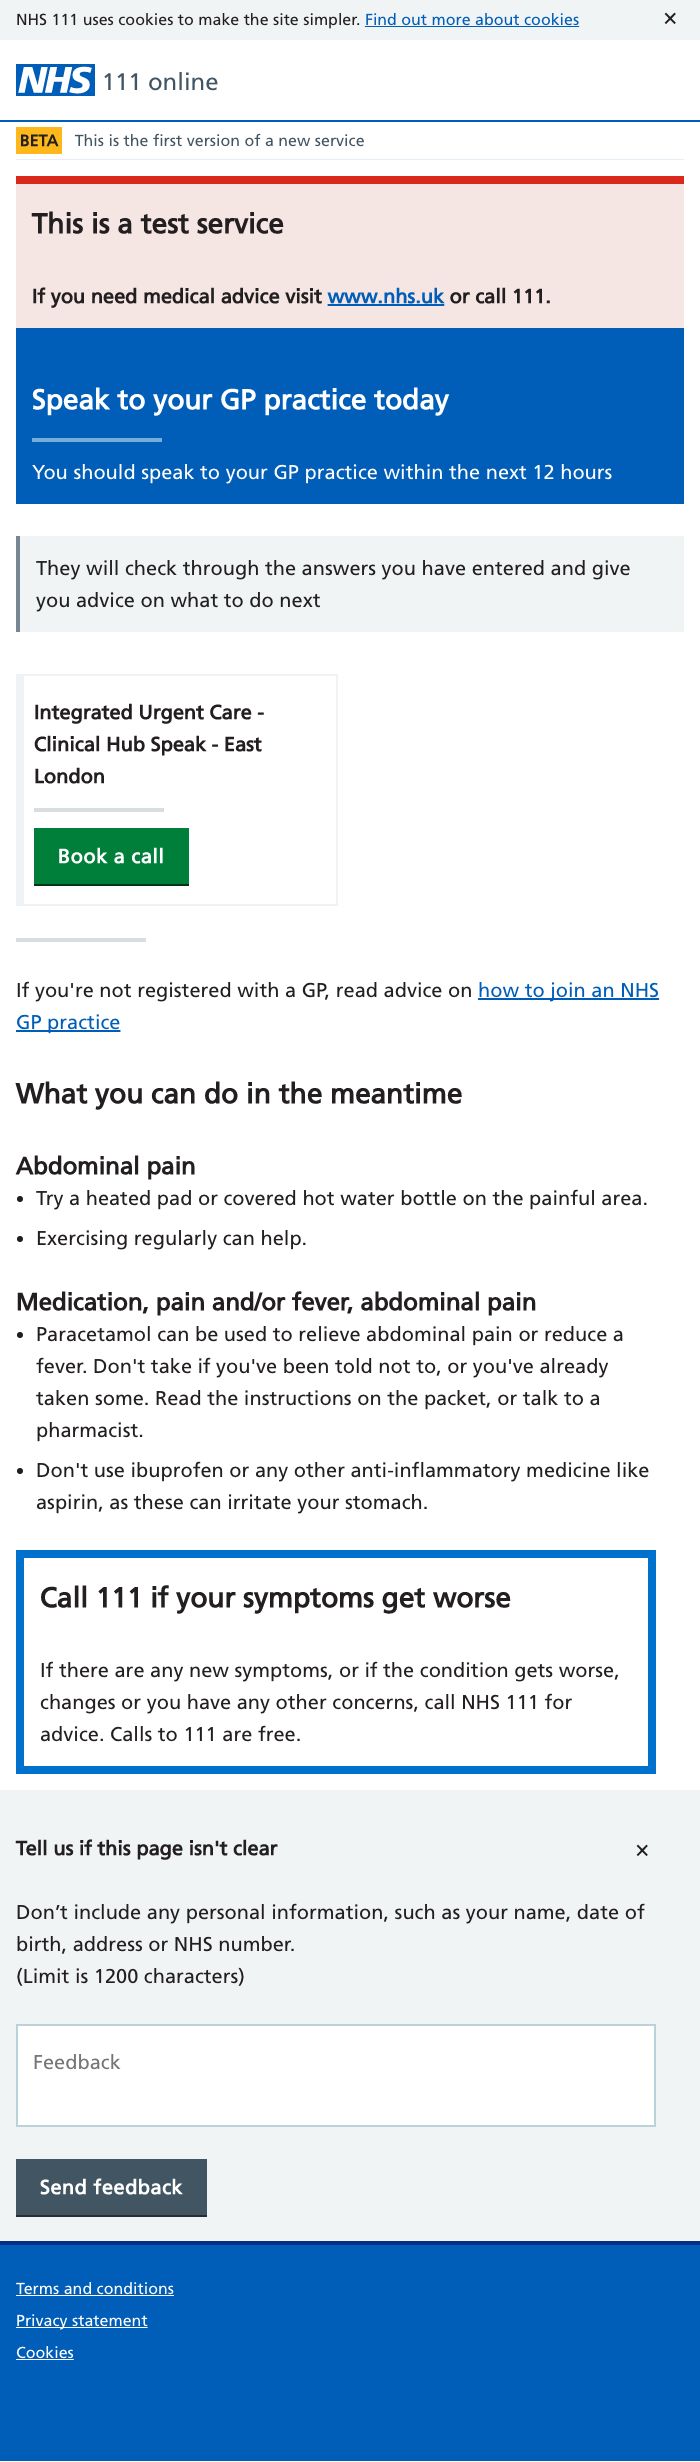 NHS 111 uses cookies to make the site simpler. Find out more about cookies ✕
NHS 111 online
BETA This is the first version of a new service
This is a test service
If you need medical advice visit www.nhs.uk or call 111.
Speak to your GP practice today
You should speak to your GP practice within the next 12 hours
They will check through the answers you have entered and give
you advice on what to do next
Integrated Urgent Care -
Clinical Hub Speak - East
London
Book a call
If you're not registered with a GP, read advice on how to join an NHS
GP practice
What you can do in the meantime
Abdominal pain
• Try a heated pad or covered hot water bottle on the painful area.
• Exercising regularly can help.
Medication, pain and/or fever, abdominal pain
• Paracetamol can be used to relieve abdominal pain or reduce a
fever. Don't take if you've been told not to, or you've already
taken some. Read the instructions on the packet, or talk to a
pharmacist.
• Don't use ibuprofen or any other anti-inflammatory medicine like
aspirin, as these can irritate your stomach.
Call 111 if your symptoms get worse
If there are any new symptoms, or if the condition gets worse,
changes or you have any other concerns, call NHS 111 for
advice. Calls to 111 are free.
Tell us if this page isn't clear ✕
Don’t include any personal information, such as your name, date of
birth, address or NHS number.
(Limit is 1200 characters)
Feedback
Send feedback
Terms and conditions
Privacy statement
Cookies